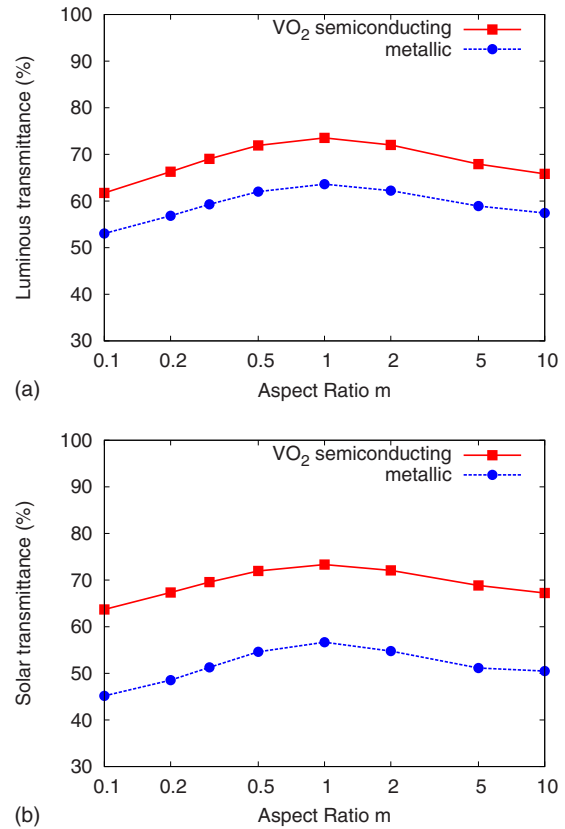 (a)
Luminous transmittance (%)
100
90
80
70
60
50
40
30
VO2 semiconducting
metallic
0.1 0.2 0.5 1 2 5 10
Aspect Ratio m
(b)
Solar transmittance (%)
100
90
80
70
60
50
40
30
VO2 semiconducting
metallic
0.1 0.2 0.5 1 2 5 10
Aspect Ratio m